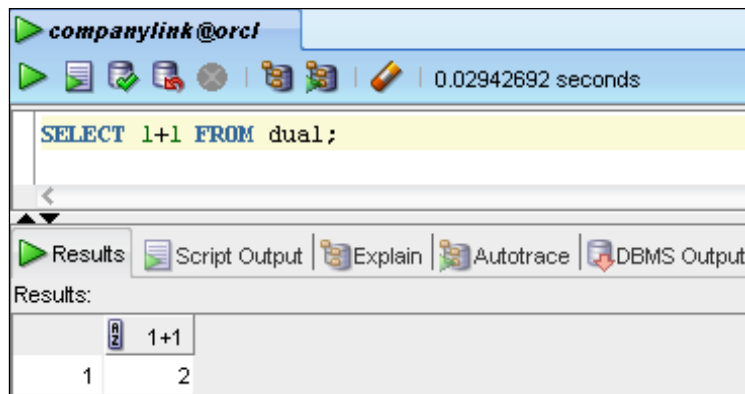 companylink@orcl
0.02942692 seconds
SELECT 1+1 FROM dual;
Results Script Output Explain Autotrace DBMS Output
Results:
A Z 1+1
1 2